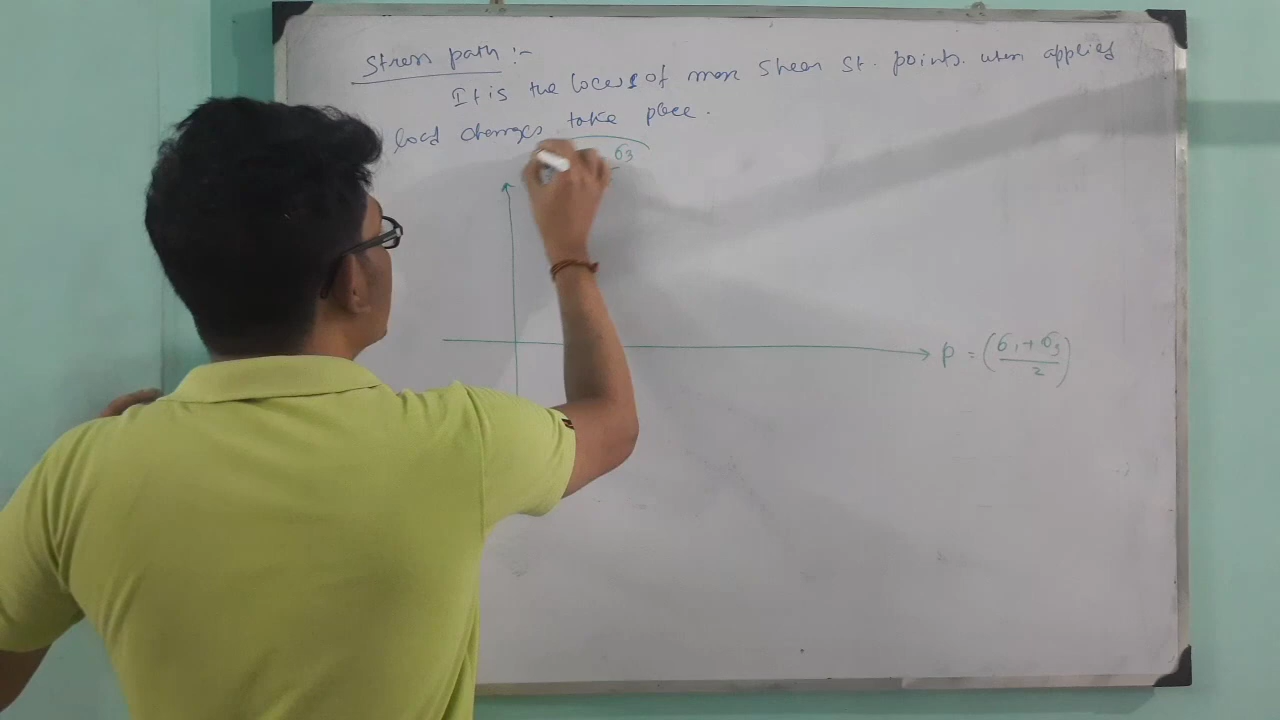 Stress path :-
It is the locus of max shear st. points when applied
load changes take place.
σ3
p = (σ1+σ3/2)